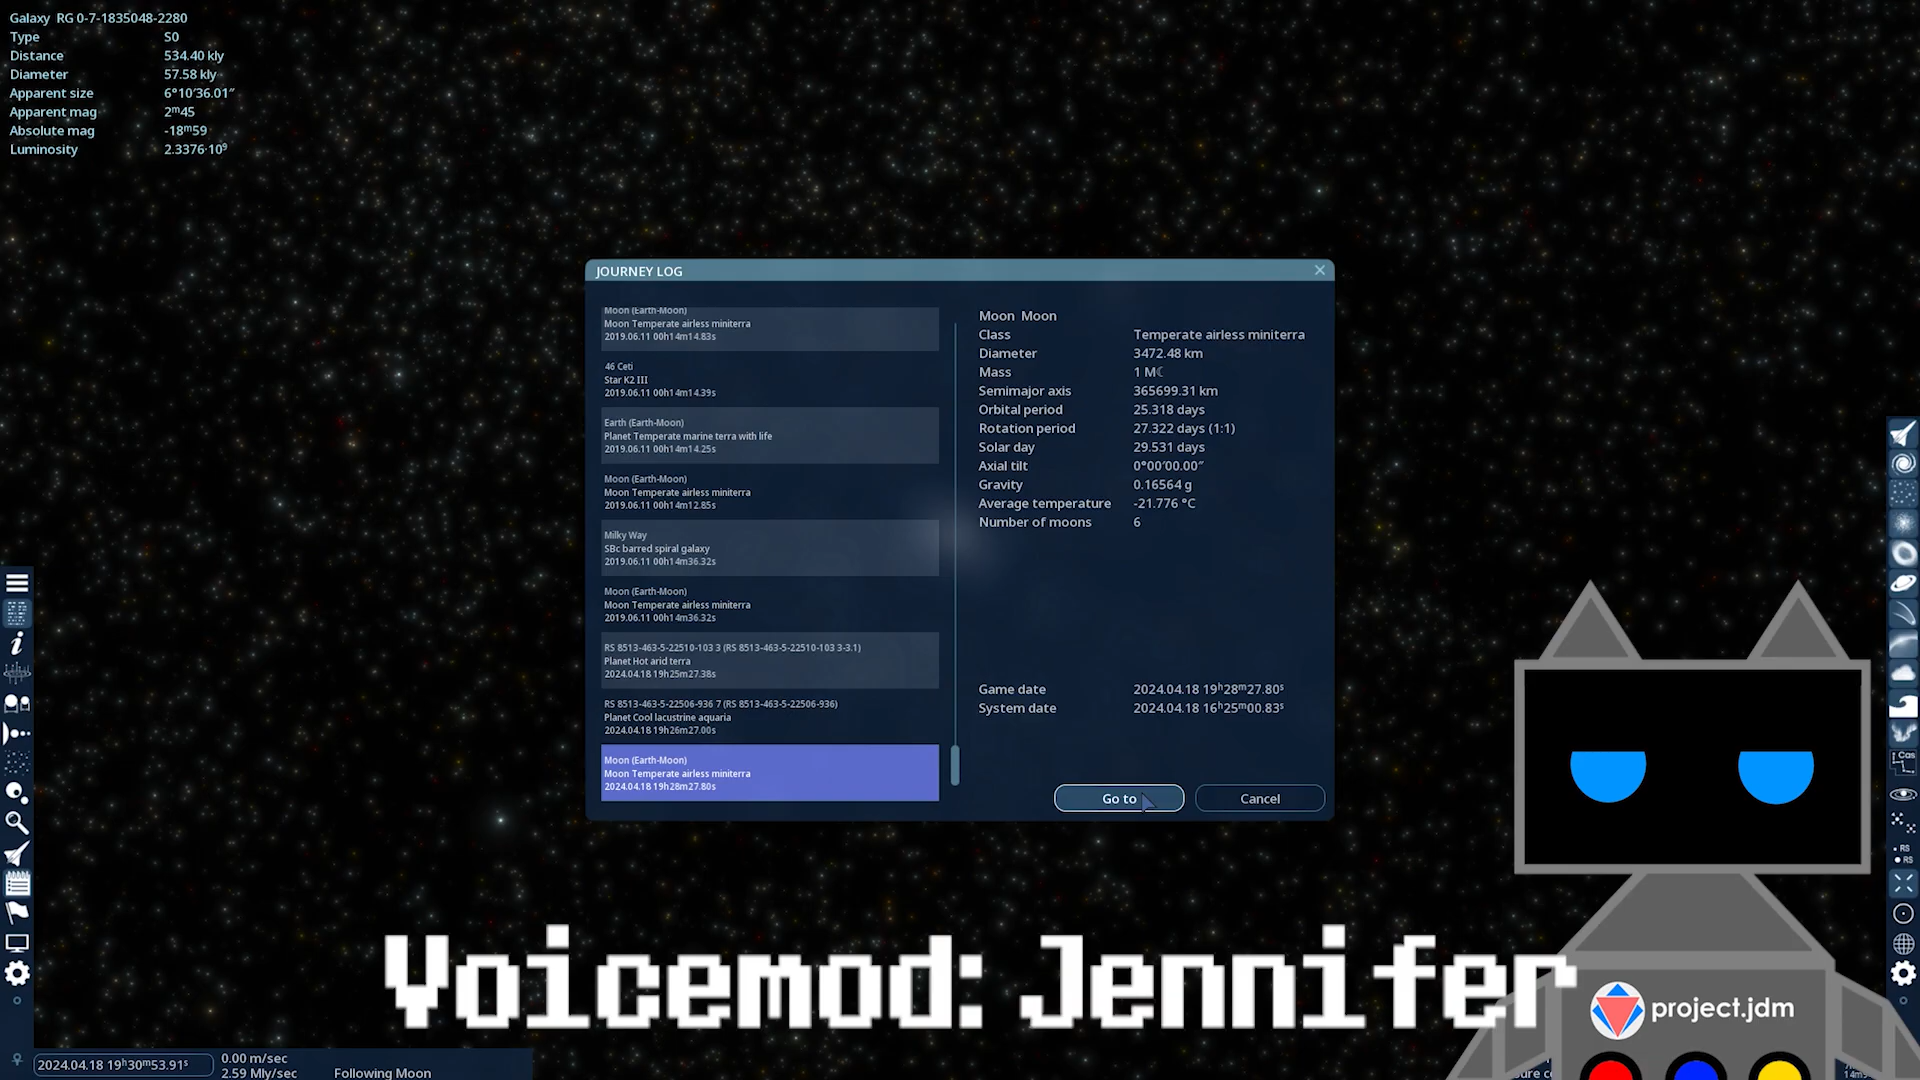 Galaxy RG 0-7-1835048-2280
Type S0
Distance 534.40 kly
Diameter 57.58 kly
Apparent size 6°10′36.01″
Apparent mag 2ᵐ45
Absolute mag -18ᵐ59
Luminosity 2.3376·10⁹
JOURNEY LOG
Moon (Earth-Moon)
Moon Temperate airless miniterra
2019.06.11 00h14m14.83s
46 Ceti
Star K2 III
2019.06.11 00h14m14.39s
Earth (Earth-Moon)
Planet Temperate marine terra with life
2019.06.11 00h14m14.25s
Moon (Earth-Moon)
Moon Temperate airless miniterra
2019.06.11 00h14m12.85s
Milky Way
SBc barred spiral galaxy
2019.06.11 00h14m36.32s
Moon (Earth-Moon)
Moon Temperate airless miniterra
2019.06.11 00h14m36.32s
RS 8513-463-5-22510-103 3 (RS 8513-463-5-22510-103 3-3.1)
Planet Hot arid terra
2024.04.18 19h25m27.38s
RS 8513-463-5-22506-936 7 (RS 8513-463-5-22506-936)
Planet Cool lacustrine aquaria
2024.04.18 19h26m27.00s
Moon (Earth-Moon)
Moon Temperate airless miniterra
2024.04.18 19h28m27.80s
Moon Moon
Class Temperate airless miniterra
Diameter 3472.48 km
Mass 1 M☾
Semimajor axis 365699.31 km
Orbital period 25.318 days
Rotation period 27.322 days (1:1)
Solar day 29.531 days
Axial tilt 0°00′00.00″
Gravity 0.16564 g
Average temperature -21.776 °C
Number of moons 6
Game date 2024.04.18 19ʰ28ᵐ27.80ˢ
System date 2024.04.18 16ʰ25ᵐ00.83ˢ
Go to
Cancel
Cas
RS
RS
Voicemod: Jennifer
project.jdm
2024.04.18 19ʰ30ᵐ53.91ˢ
0.00 m/sec
2.59 Mly/sec
Following Moon